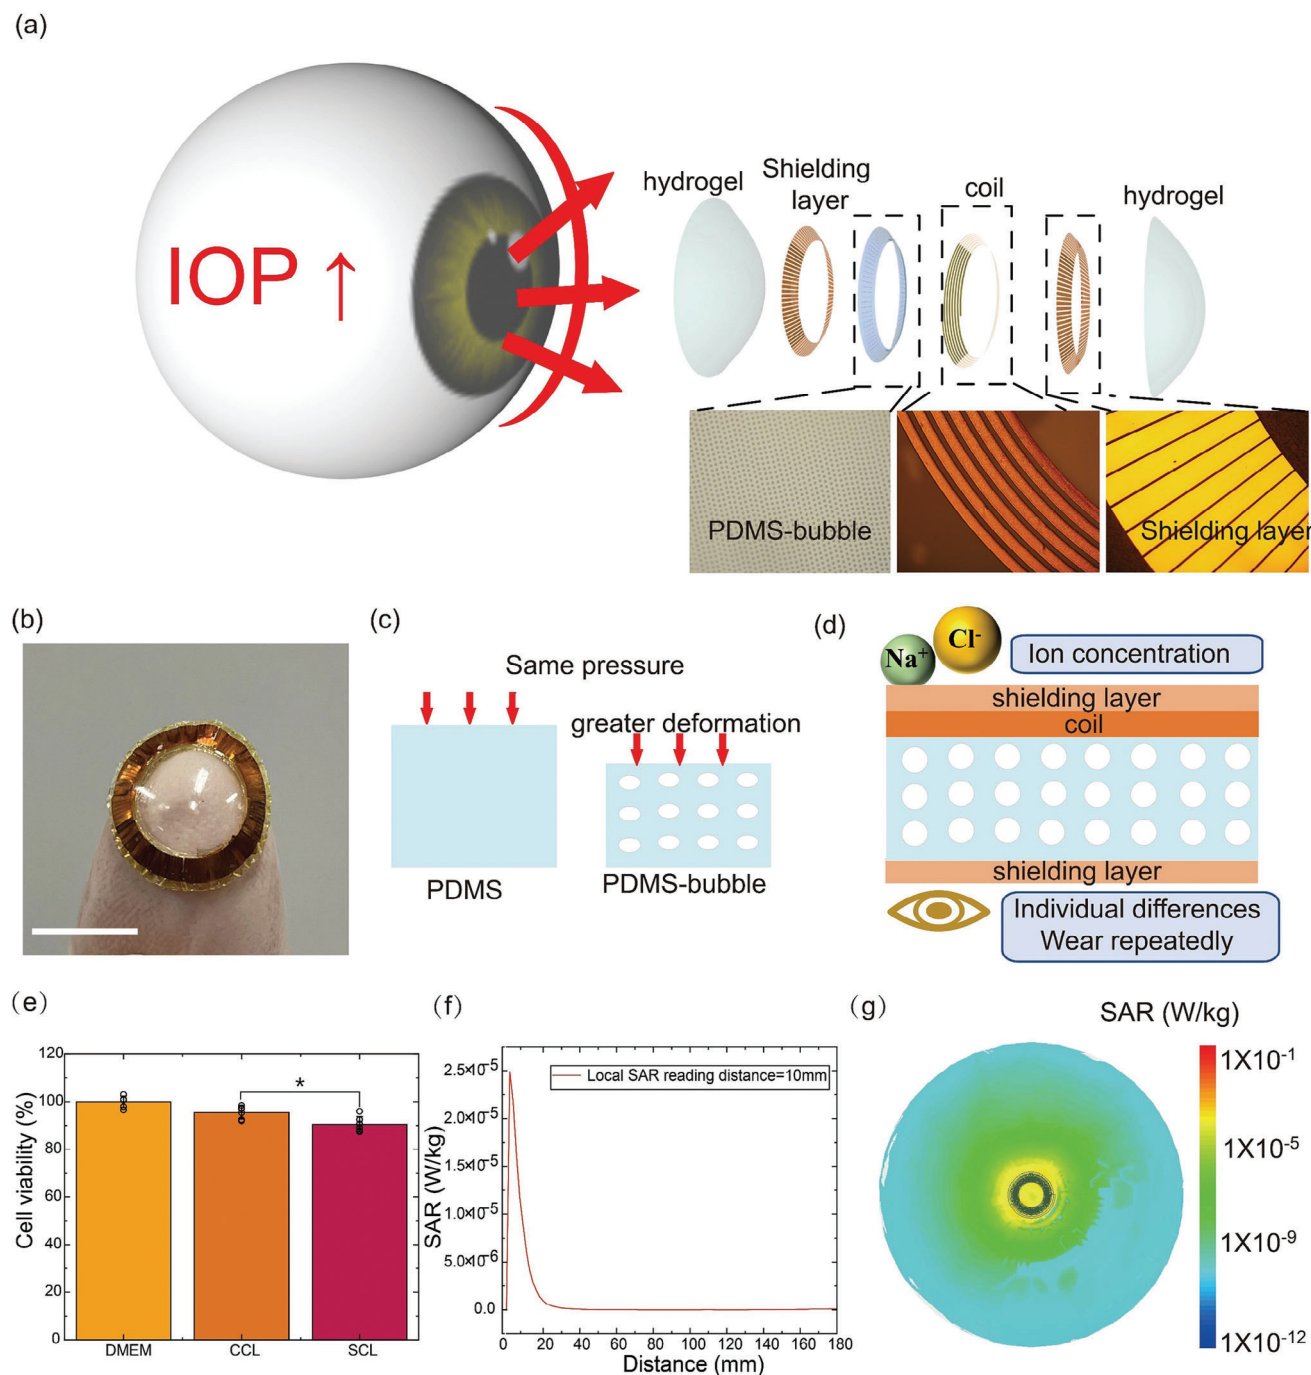 (a)
IOP ↑
hydrogel
Shielding
layer
coil
hydrogel
PDMS-bubble
Shielding layer
(b)
(c)
Same pressure
greater deformation
PDMS
PDMS-bubble
(d)
Na⁺
Cl⁻
Ion concentration
shielding layer
coil
shielding layer
Individual differences
Wear repeatedly
(e)
Cell viability (%)
120
100
80
60
40
20
0
*
DMEM
CCL
SCL
(f)
SAR (W/kg)
2.5×10⁻⁵
2.0×10⁻⁵
1.5×10⁻⁵
1.0×10⁻⁵
5.0×10⁻⁶
0.0
Local SAR reading distance=10mm
0 20 40 60 80 100 120 140 160 180
Distance (mm)
(g)
SAR (W/kg)
1X10⁻¹
1X10⁻⁵
1X10⁻⁹
1X10⁻¹²